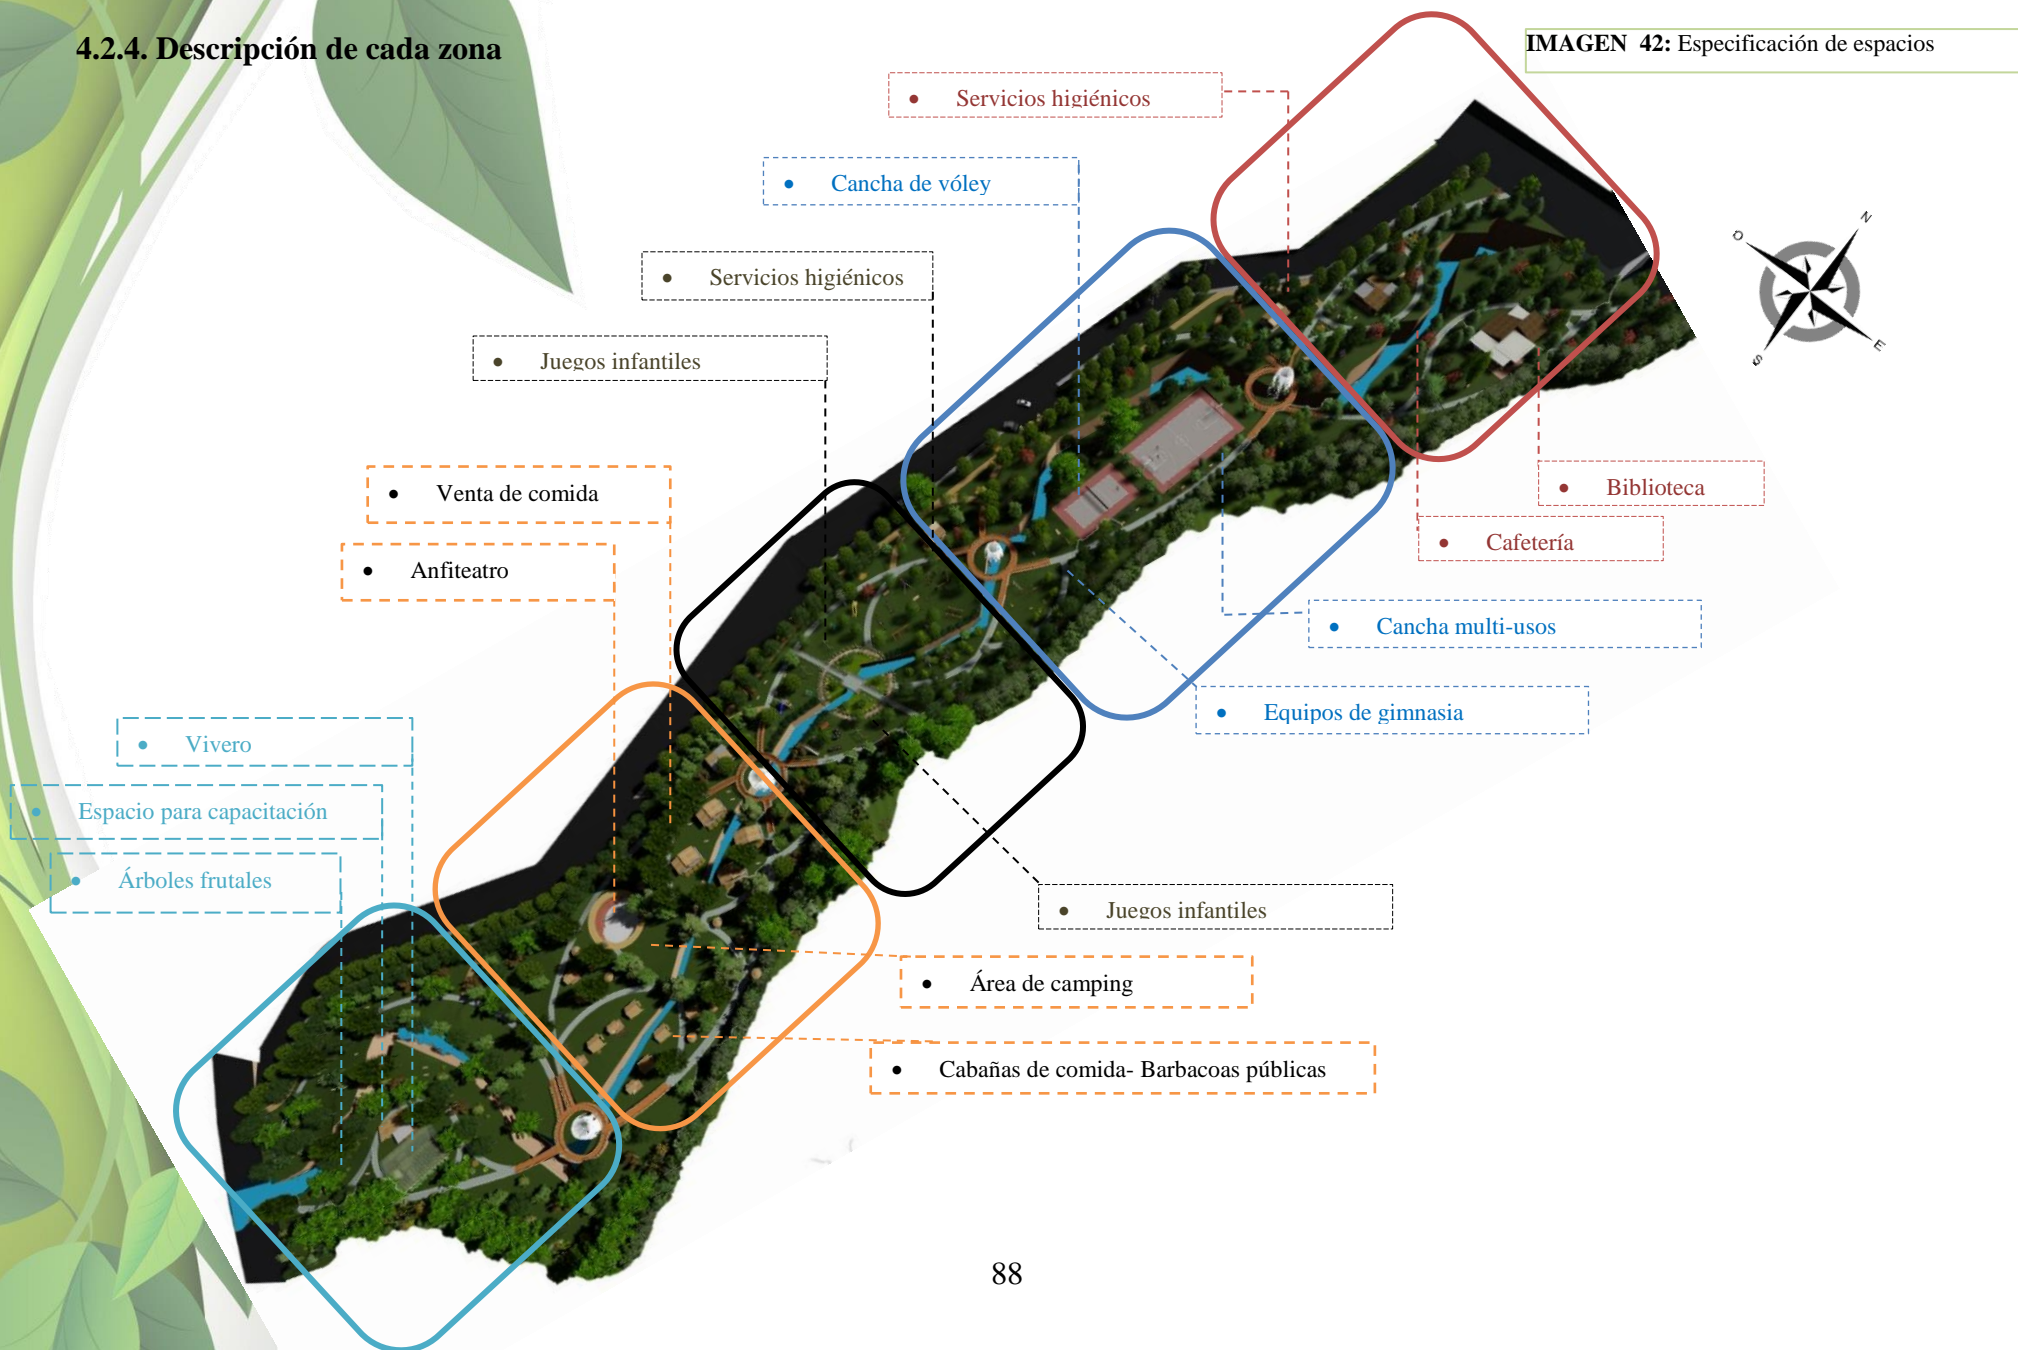 4.2.4. Descripción de cada zona
IMAGEN 42: Especificación de espacios
• Servicios higiénicos
• Cancha de vóley
• Servicios higiénicos
• Juegos infantiles
• Venta de comida
• Anfiteatro
• Vivero
• Espacio para capacitación
• Árboles frutales
N
O
S
E
• Biblioteca
• Cafetería
• Cancha multi-usos
• Equipos de gimnasia
• Juegos infantiles
• Área de camping
• Cabañas de comida- Barbacoas públicas
88